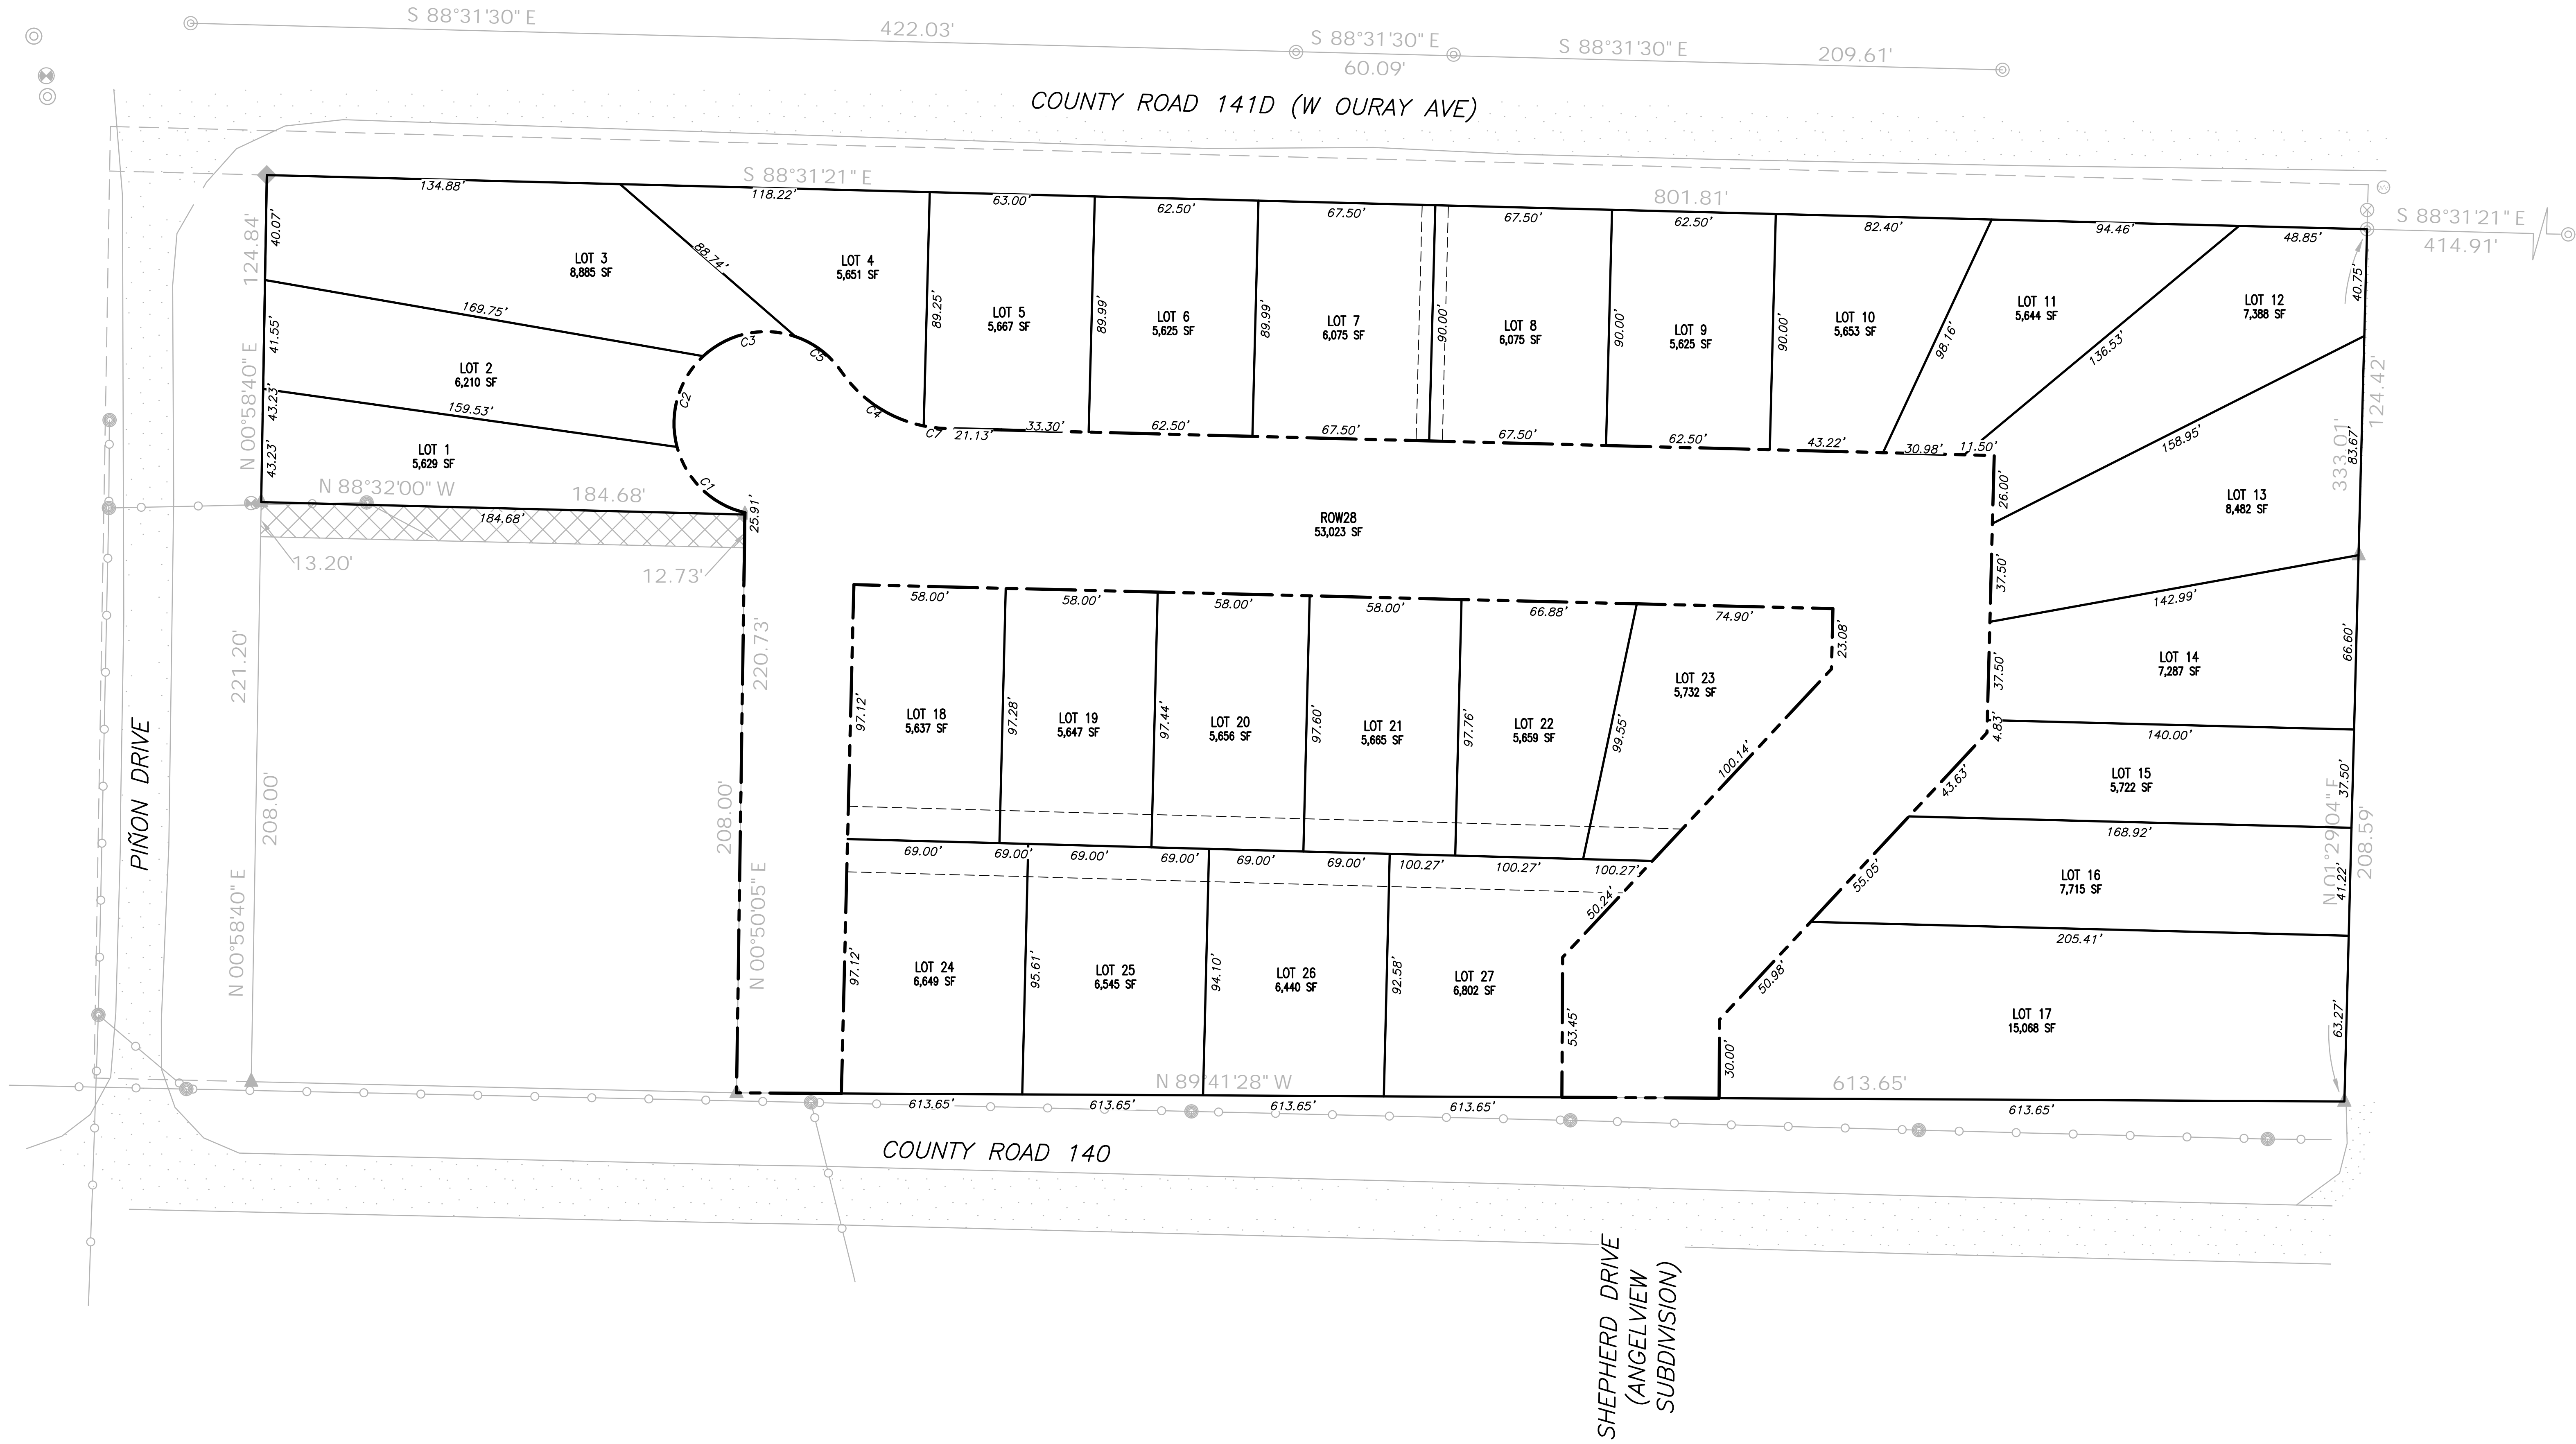 S 88°31'30" E
422.03'
S 88°31'30" E
60.09'
S 88°31'30" E
209.61'
COUNTY ROAD 141D (W OURAY AVE)
S 88°31'21" E
801.81'
S 88°31'21" E
414.91'
134.88'
118.22'
63.00'
62.50'
67.50'
67.50'
62.50'
82.40'
94.46'
48.85'
124.84'
40.07'
41.55'
43.23'
43.23'
N 00°58'40" E
LOT 3
8,885 SF
88.74'
LOT 4
5,651 SF
89.25'
LOT 5
5,667 SF
89.99'
LOT 6
5,625 SF
89.99'
LOT 7
6,075 SF
90.00'
LOT 8
6,075 SF
90.00'
LOT 9
5,625 SF
90.00'
LOT 10
5,653 SF
98.16'
LOT 11
5,644 SF
136.53'
LOT 12
7,388 SF
40.75'
169.75'
LOT 2
6,210 SF
159.53'
LOT 1
5,629 SF
C3
C5
C2
C4
C1
C7
21.13'
33.30'
62.50'
67.50'
67.50'
62.50'
43.22'
30.98'
11.50'
158.95'
124.42'
333.01'
83.67'
26.00'
LOT 13
8,482 SF
N 88°32'00" W
184.68'
184.68'
25.91'
13.20'
12.73'
ROW28
53,023 SF
37.50'
142.99'
58.00'
58.00'
58.00'
58.00'
66.88'
74.90'
23.08'
37.50'
LOT 14
7,287 SF
66.60'
221.20'
220.73'
97.12'
LOT 18
5,637 SF
97.28'
LOT 19
5,647 SF
97.44'
LOT 20
5,656 SF
97.60'
LOT 21
5,665 SF
97.76'
LOT 22
5,659 SF
99.55'
LOT 23
5,732 SF
100.14'
4.83'
140.00'
43.63'
LOT 15
5,722 SF
37.50'
N 01°29'04" E
208.59'
PIÑON DRIVE
208.00'
208.00'
168.92'
69.00'
69.00'
69.00'
69.00'
69.00'
69.00'
100.27'
100.27'
100.27'
55.05'
LOT 16
7,715 SF
41.22'
N 00°58'40" E
N 00°50'05" E
50.24'
205.41'
97.12'
LOT 24
6,649 SF
95.61'
LOT 25
6,545 SF
94.10'
LOT 26
6,440 SF
92.58'
LOT 27
6,802 SF
53.45'
50.98'
30.00'
LOT 17
15,068 SF
63.27'
N 89°41'28" W
613.65'
613.65'
613.65'
613.65'
613.65'
613.65'
COUNTY ROAD 140
SHEPHERD DRIVE
(ANGELVIEW
SUBDIVISION)